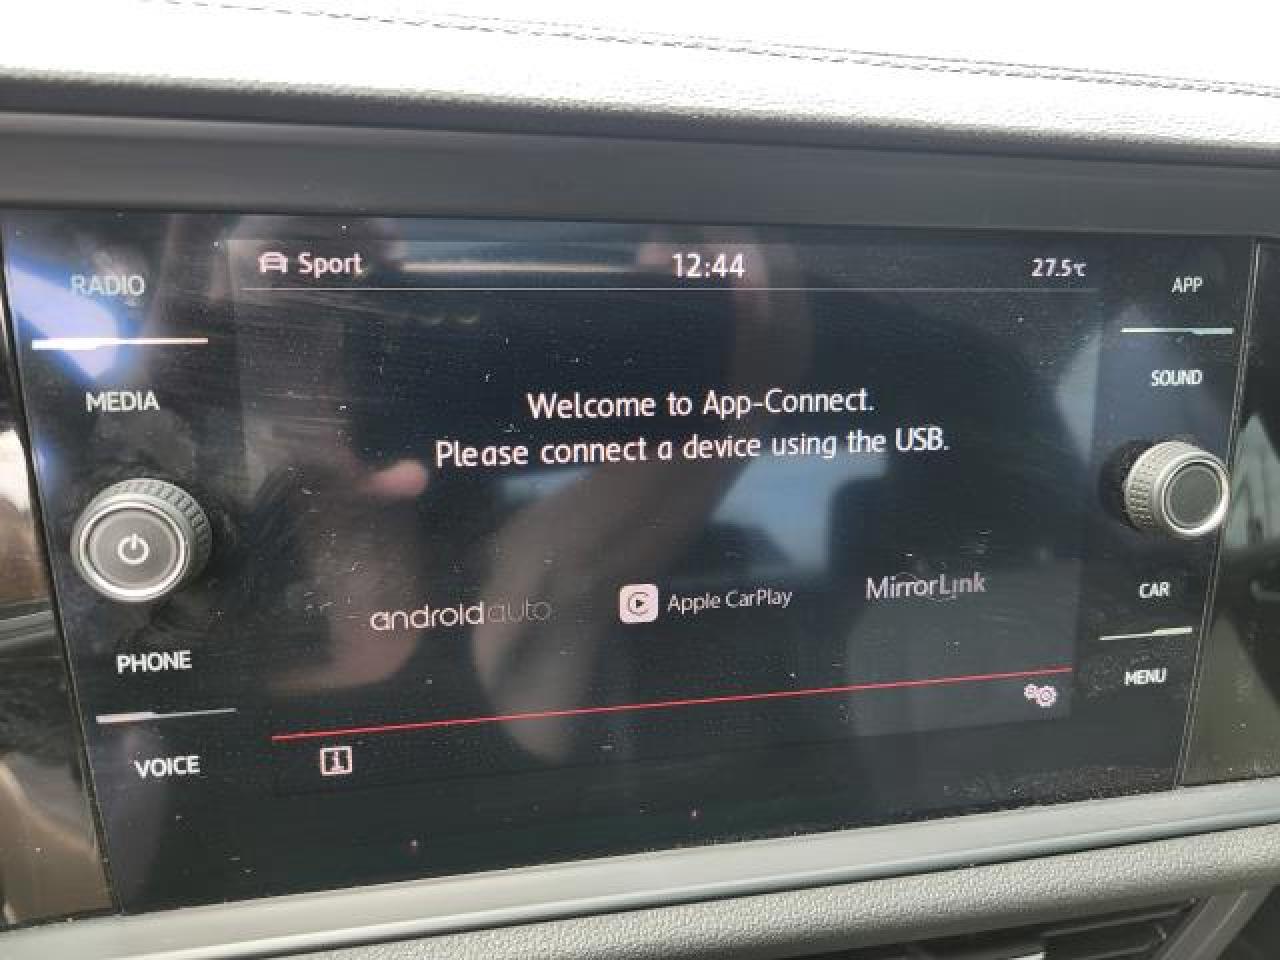 Sport
12:44
27.5℃
RADIO
MEDIA
PHONE
VOICE
Welcome to App-Connect.
Please connect a device using the USB.
androidauto
Apple CarPlay
MirrorLink
i
APP
SOUND
CAR
MENU